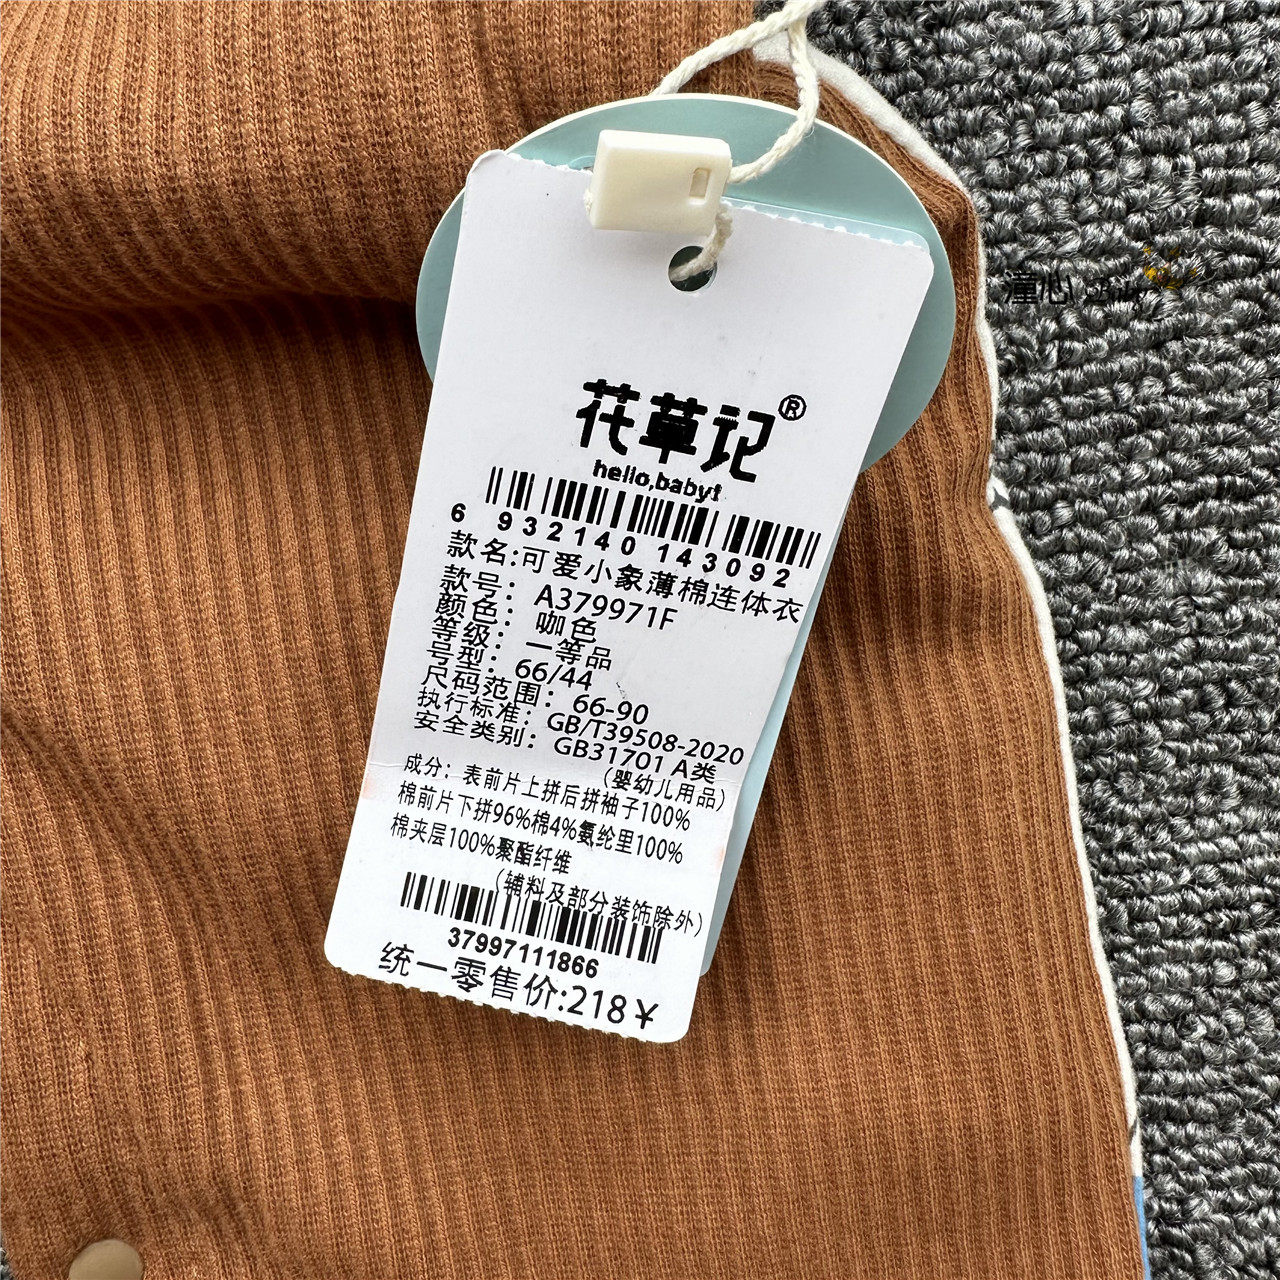 花草记®
hello,baby!
6 932140 143092
款名:可爱小象薄棉连体衣
款号: A379971F
颜色: 咖色
等级: 一等品
号型: 66/44
尺码范围: 66-90
执行标准: GB/T39508-2020
安全类别: GB31701 A类
(婴幼儿用品)
成分: 表前片上拼后拼袖子100%
棉前片下拼96%棉4%氨纶里100%
棉夹层100%聚酯纤维
(辅料及部分装饰除外)
37997111866
统一零售价:218¥
潼心